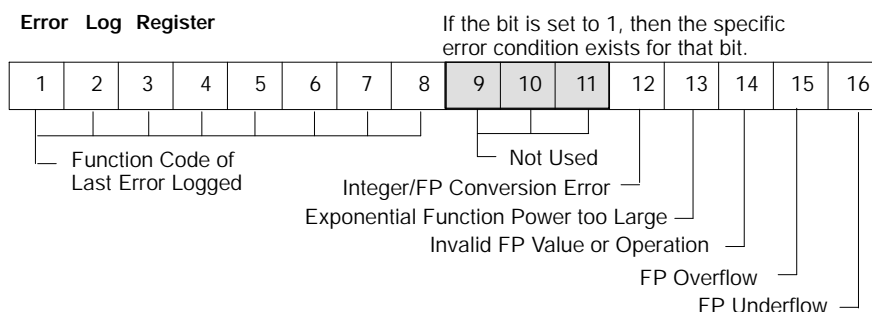 Error Log Register
If the bit is set to 1, then the specific
error condition exists for that bit.
1 2 3 4 5 6 7 8 9 10 11 12 13 14 15 16
Function Code of
Last Error Logged
Not Used
Integer/FP Conversion Error
Exponential Function Power too Large
Invalid FP Value or Operation
FP Overflow
FP Underflow